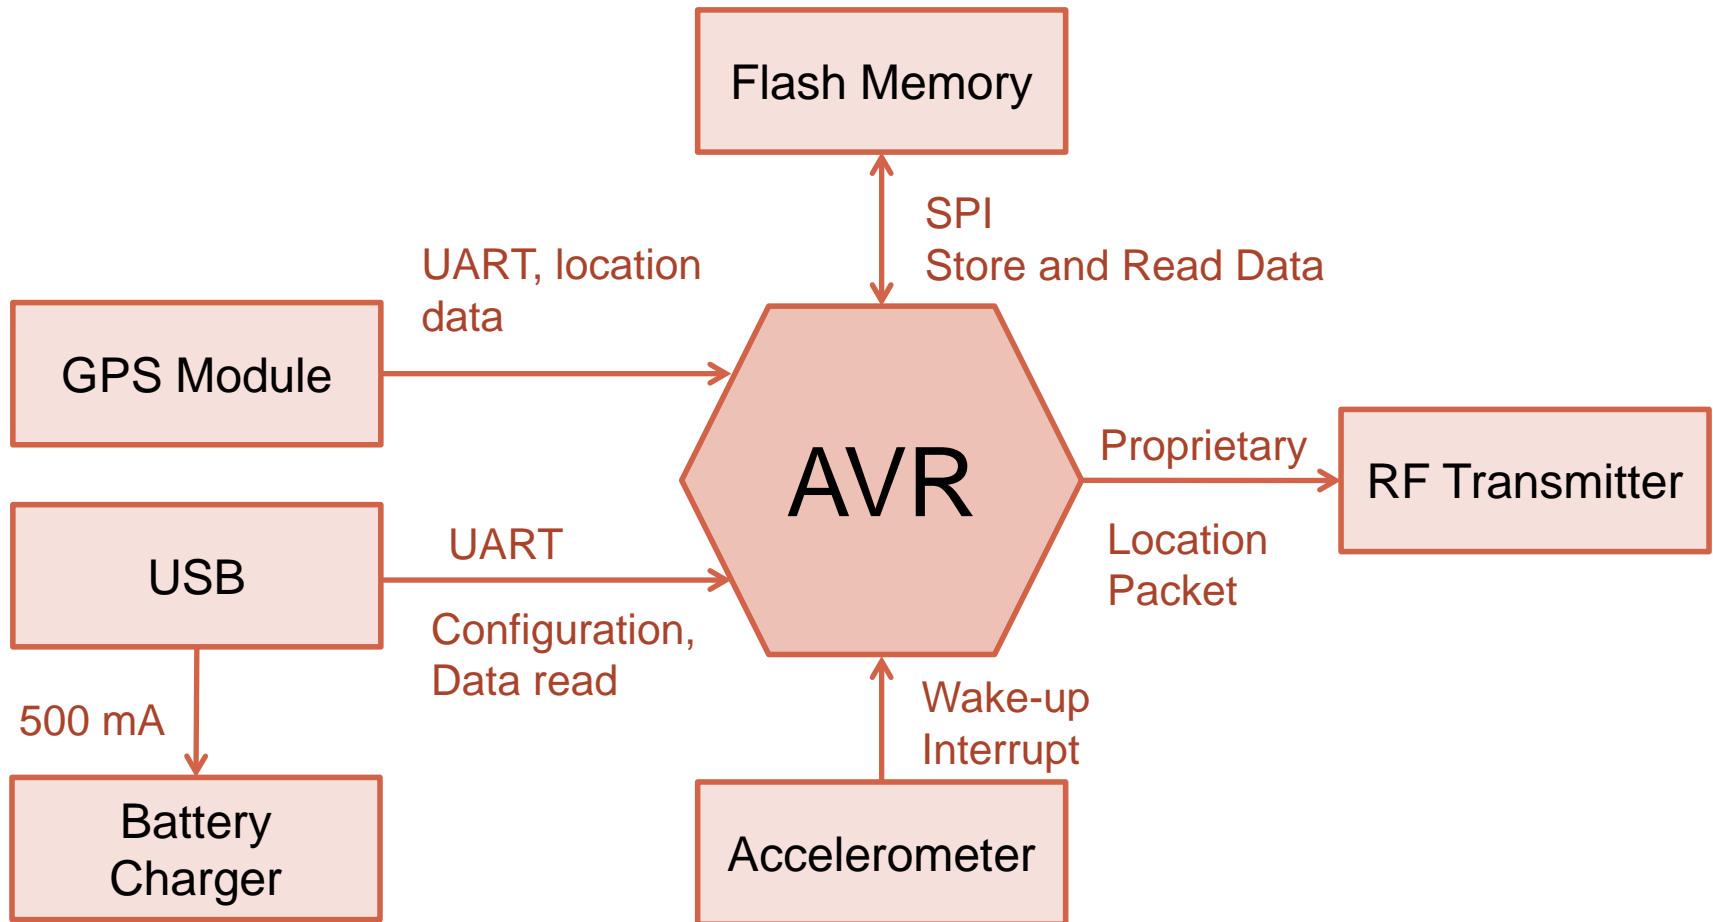 Flash Memory
SPI
Store and Read Data
UART, location
data
GPS Module
AVR
Proprietary
RF Transmitter
Location
Packet
USB
UART
Configuration,
Data read
500 mA
Wake-up
Interrupt
Battery
Charger
Accelerometer